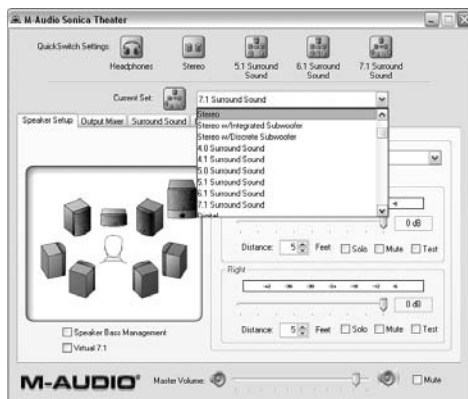 M-Audio Sonica Theater
QuickSwitch Settings:
Headphones
Stereo
5.1 Surround Sound
6.1 Surround Sound
7.1 Surround Sound
Current Set:
7.1 Surround Sound
Speaker Setup
Output Mixer
Surround Sound
Stereo
Stereo w/Integrated Subwoofer
Stereo w/Discrete Subwoofer
4.0 Surround Sound
4.1 Surround Sound
5.0 Surround Sound
5.1 Surround Sound
6.1 Surround Sound
7.1 Surround Sound
Digital
0 dB
Distance: 5 Feet Solo Mute Test
Right
0 dB
Distance: 5 Feet Solo Mute Test
Speaker Bass Management
Virtual 7.1
M-AUDIO
Master Volume:
Mute